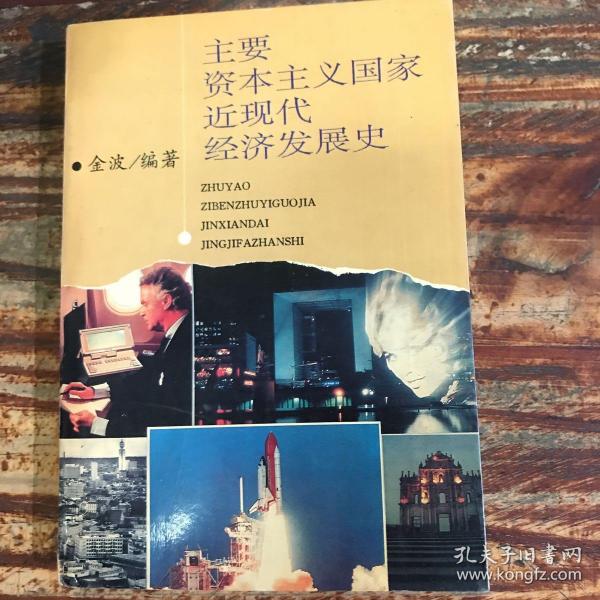 主要
资本主义国家
近现代
经济发展史
金波/编著
ZHUYAO
ZIBENZHUYIGUOJIA
JINXIANDAI
JINGJIFAZHANSHI
孔夫子旧书网
www.kongfz.com